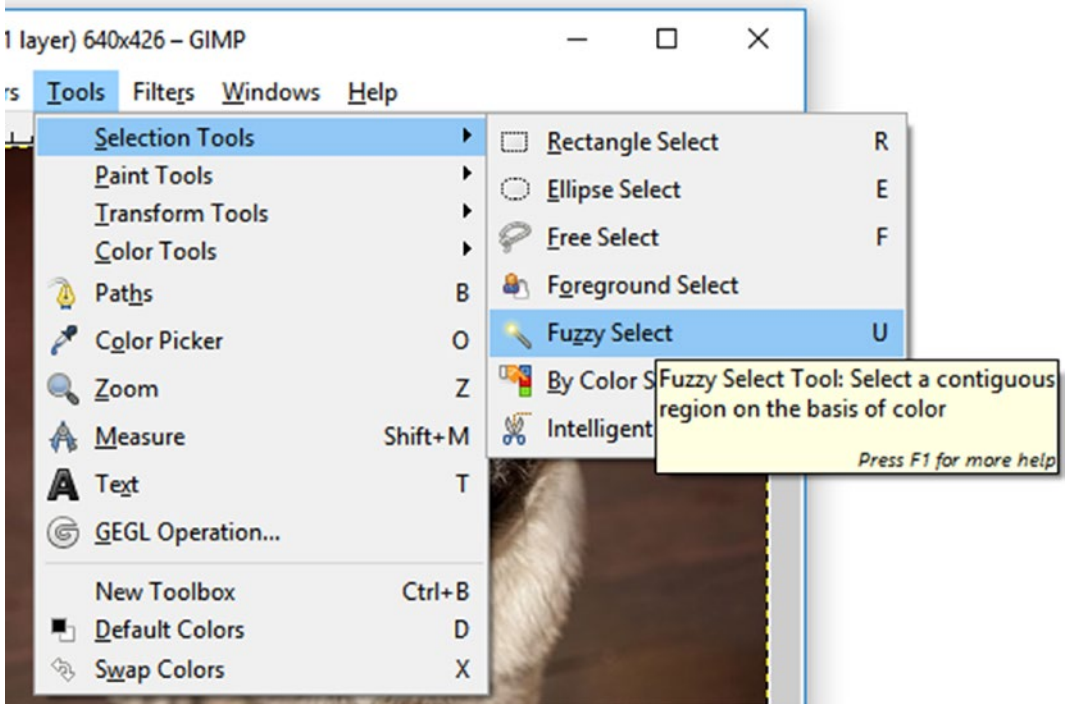 1 layer) 640x426 – GIMP
rs Tools Filters Windows Help
Selection Tools
Paint Tools
Transform Tools
Color Tools
Paths B
Color Picker O
Zoom Z
Measure Shift+M
Text T
GEGL Operation...
New Toolbox Ctrl+B
Default Colors D
Swap Colors X
Rectangle Select R
Ellipse Select E
Free Select F
Foreground Select
Fuzzy Select U
By Color S
Intelligent
Fuzzy Select Tool: Select a contiguous
region on the basis of color
Press F1 for more help